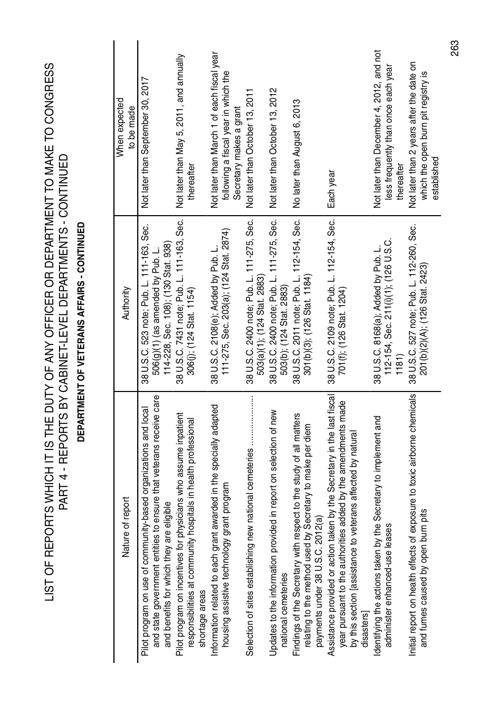 LIST OF REPORTS WHICH IT IS THE DUTY OF ANY OFFICER OR DEPARTMENT TO MAKE TO CONGRESS
PART 4 - REPORTS BY CABINET-LEVEL DEPARTMENTS - CONTINUED
DEPARTMENT OF VETERANS AFFAIRS - CONTINUED
Nature of report
Authority
When expected
to be made
Pilot program on use of community-based organizations and local
and state government entities to ensure that veterans receive care
and benefits for which they are eligible
38 U.S.C. 523 note; Pub. L. 111-163, Sec.
506(g)(1) (as amended by Pub. L.
114-228, Sec. 108); (130 Stat. 938)
Not later than September 30, 2017
Pilot program on incentives for physicians who assume inpatient
responsibilities at community hospitals in health professional
shortage areas
38 U.S.C. 7431 note; Pub. L. 111-163, Sec.
306(j); (124 Stat. 1154)
Not later than May 5, 2011, and annually
thereafter
Information related to each grant awarded in the specially adapted
housing assistive technology grant program
38 U.S.C. 2108(e); Added by Pub. L.
111-275, Sec. 203(a); (124 Stat. 2874)
Not later than March 1 of each fiscal year
following a fiscal year in which the
Secretary makes a grant
Selection of sites establishing new national cemeteries ......................
38 U.S.C. 2400 note; Pub. L. 111-275, Sec.
503(a)(1); (124 Stat. 2883)
Not later than October 13, 2011
Updates to the information provided in report on selection of new
national cemeteries
38 U.S.C. 2400 note; Pub. L. 111-275, Sec.
503(b); (124 Stat. 2883)
Not later than October 13, 2012
Findings of the Secretary with respect to the study of all matters
relating to the method used by Secretary to make per diem
payments under 38 U.S.C. 2012(a)
38 U.S.C. 2011 note; Pub. L. 112-154, Sec.
301(b)(3); (126 Stat. 1184)
No later than August 6, 2013
Assistance provided or action taken by the Secretary in the last fiscal
year pursuant to the authorities added by the amendments made
by this section [assistance to veterans affected by natural
disasters]
38 U.S.C. 2109 note; Pub. L. 112-154, Sec.
701(f); (126 Stat. 1204)
Each year
Identifying the actions taken by the Secretary to implement and
administer enhanced-use leases
38 U.S.C. 8168(a); Added by Pub. L.
112-154, Sec. 211(i)(1); (126 U.S.C.
1181)
Not later than December 4, 2012, and not
less frequently than once each year
thereafter
Initial report on health effects of exposure to toxic airborne chemicals
and fumes caused by open burn pits
38 U.S.C. 527 note; Pub. L. 112-260, Sec.
201(b)(2)(A); (126 Stat. 2423)
Not later than 2 years after the date on
which the open burn pit registry is
established
263